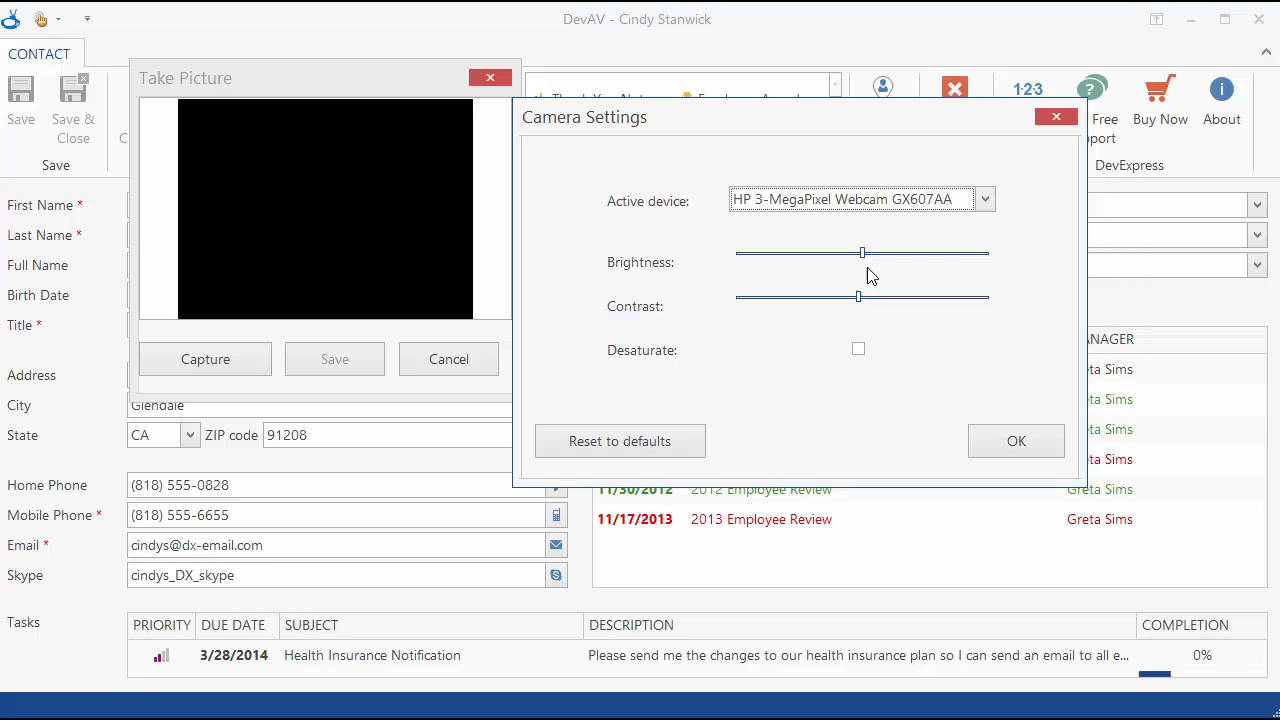 DevAV - Cindy Stanwick
CONTACT
Save
Save &
Close
Save
1-2-3
Free
Buy Now
About
DevExpress
Take Picture
Capture
Save
Cancel
Camera Settings
Active device:
HP 3-MegaPixel Webcam GX607AA
Brightness:
Contrast:
Desaturate:
Reset to defaults
OK
First Name *
Last Name *
Full Name
Birth Date
Title *
Address
City
Glendale
State
CA
ZIP code
91208
Home Phone
(818) 555-0828
Mobile Phone *
(818) 555-6655
Email *
cindys@dx-email.com
Skype
cindys_DX_skype
Greta Sims
Greta Sims
Greta Sims
11/30/2012 2012 Employee Review Greta Sims
11/17/2013 2013 Employee Review Greta Sims
Tasks
PRIORITY DUE DATE SUBJECT DESCRIPTION COMPLETION
3/28/2014 Health Insurance Notification Please send me the changes to our health insurance plan so I can send an email to all e... 0%